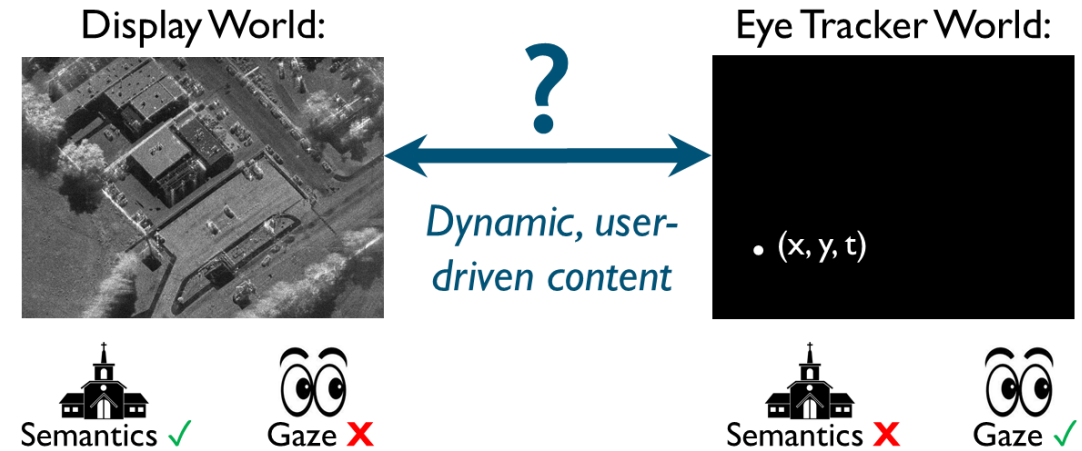 Display World:
Eye Tracker World:
?
Dynamic, user-
driven content
(x, y, t)
Semantics ✓
Gaze X
Semantics X
Gaze ✓